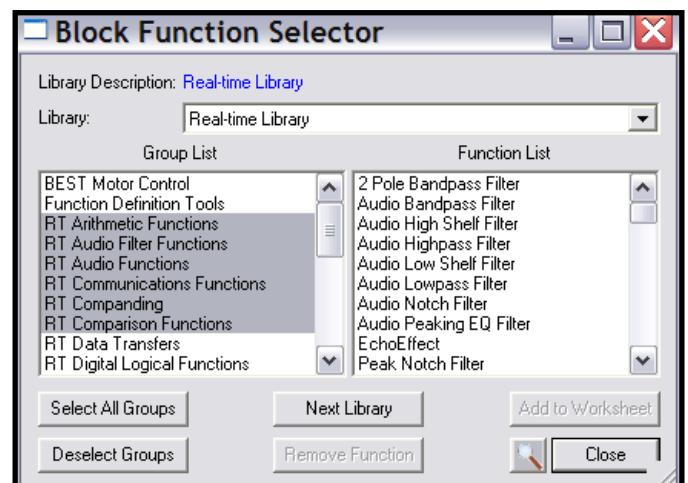 Block Function Selector
Library Description: Real-time Library
Library: Real-time Library
Group List
Function List
BEST Motor Control
Function Definition Tools
RT Arithmetic Functions
RT Audio Filter Functions
RT Audio Functions
RT Communications Functions
RT Companding
RT Comparison Functions
RT Data Transfers
RT Digital Logical Functions
2 Pole Bandpass Filter
Audio Bandpass Filter
Audio High Shelf Filter
Audio Highpass Filter
Audio Low Shelf Filter
Audio Lowpass Filter
Audio Notch Filter
Audio Peaking EQ Filter
EchoEffect
Peak Notch Filter
Select All Groups Next Library Add to Worksheet
Deselect Groups Remove Function Close